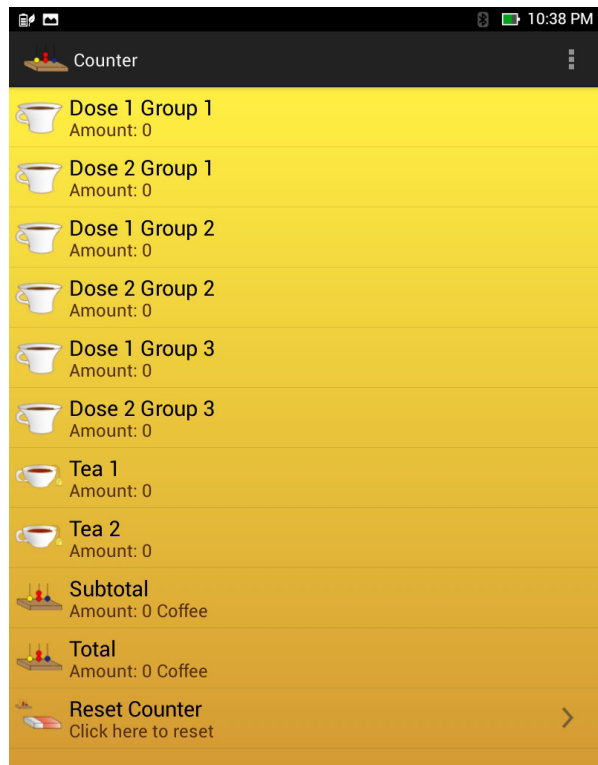 10:38 PM
Counter
Dose 1 Group 1
Amount: 0
Dose 2 Group 1
Amount: 0
Dose 1 Group 2
Amount: 0
Dose 2 Group 2
Amount: 0
Dose 1 Group 3
Amount: 0
Dose 2 Group 3
Amount: 0
Tea 1
Amount: 0
Tea 2
Amount: 0
Subtotal
Amount: 0 Coffee
Total
Amount: 0 Coffee
Reset Counter
Click here to reset